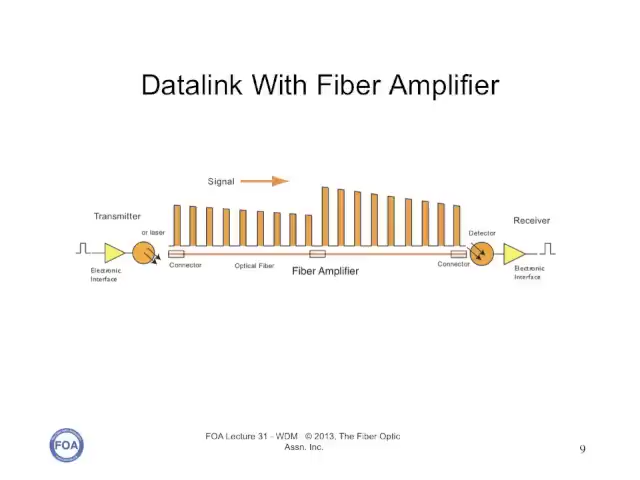 Datalink With Fiber Amplifier
Signal
Transmitter
Receiver
or laser
Detector
Connector
Optical Fiber
Fiber Amplifier
Connector
Electronic
Interface
Electronic
Interface
FOA
FOA Lecture 31 - WDM © 2013, The Fiber Optic
Assn. Inc.
9